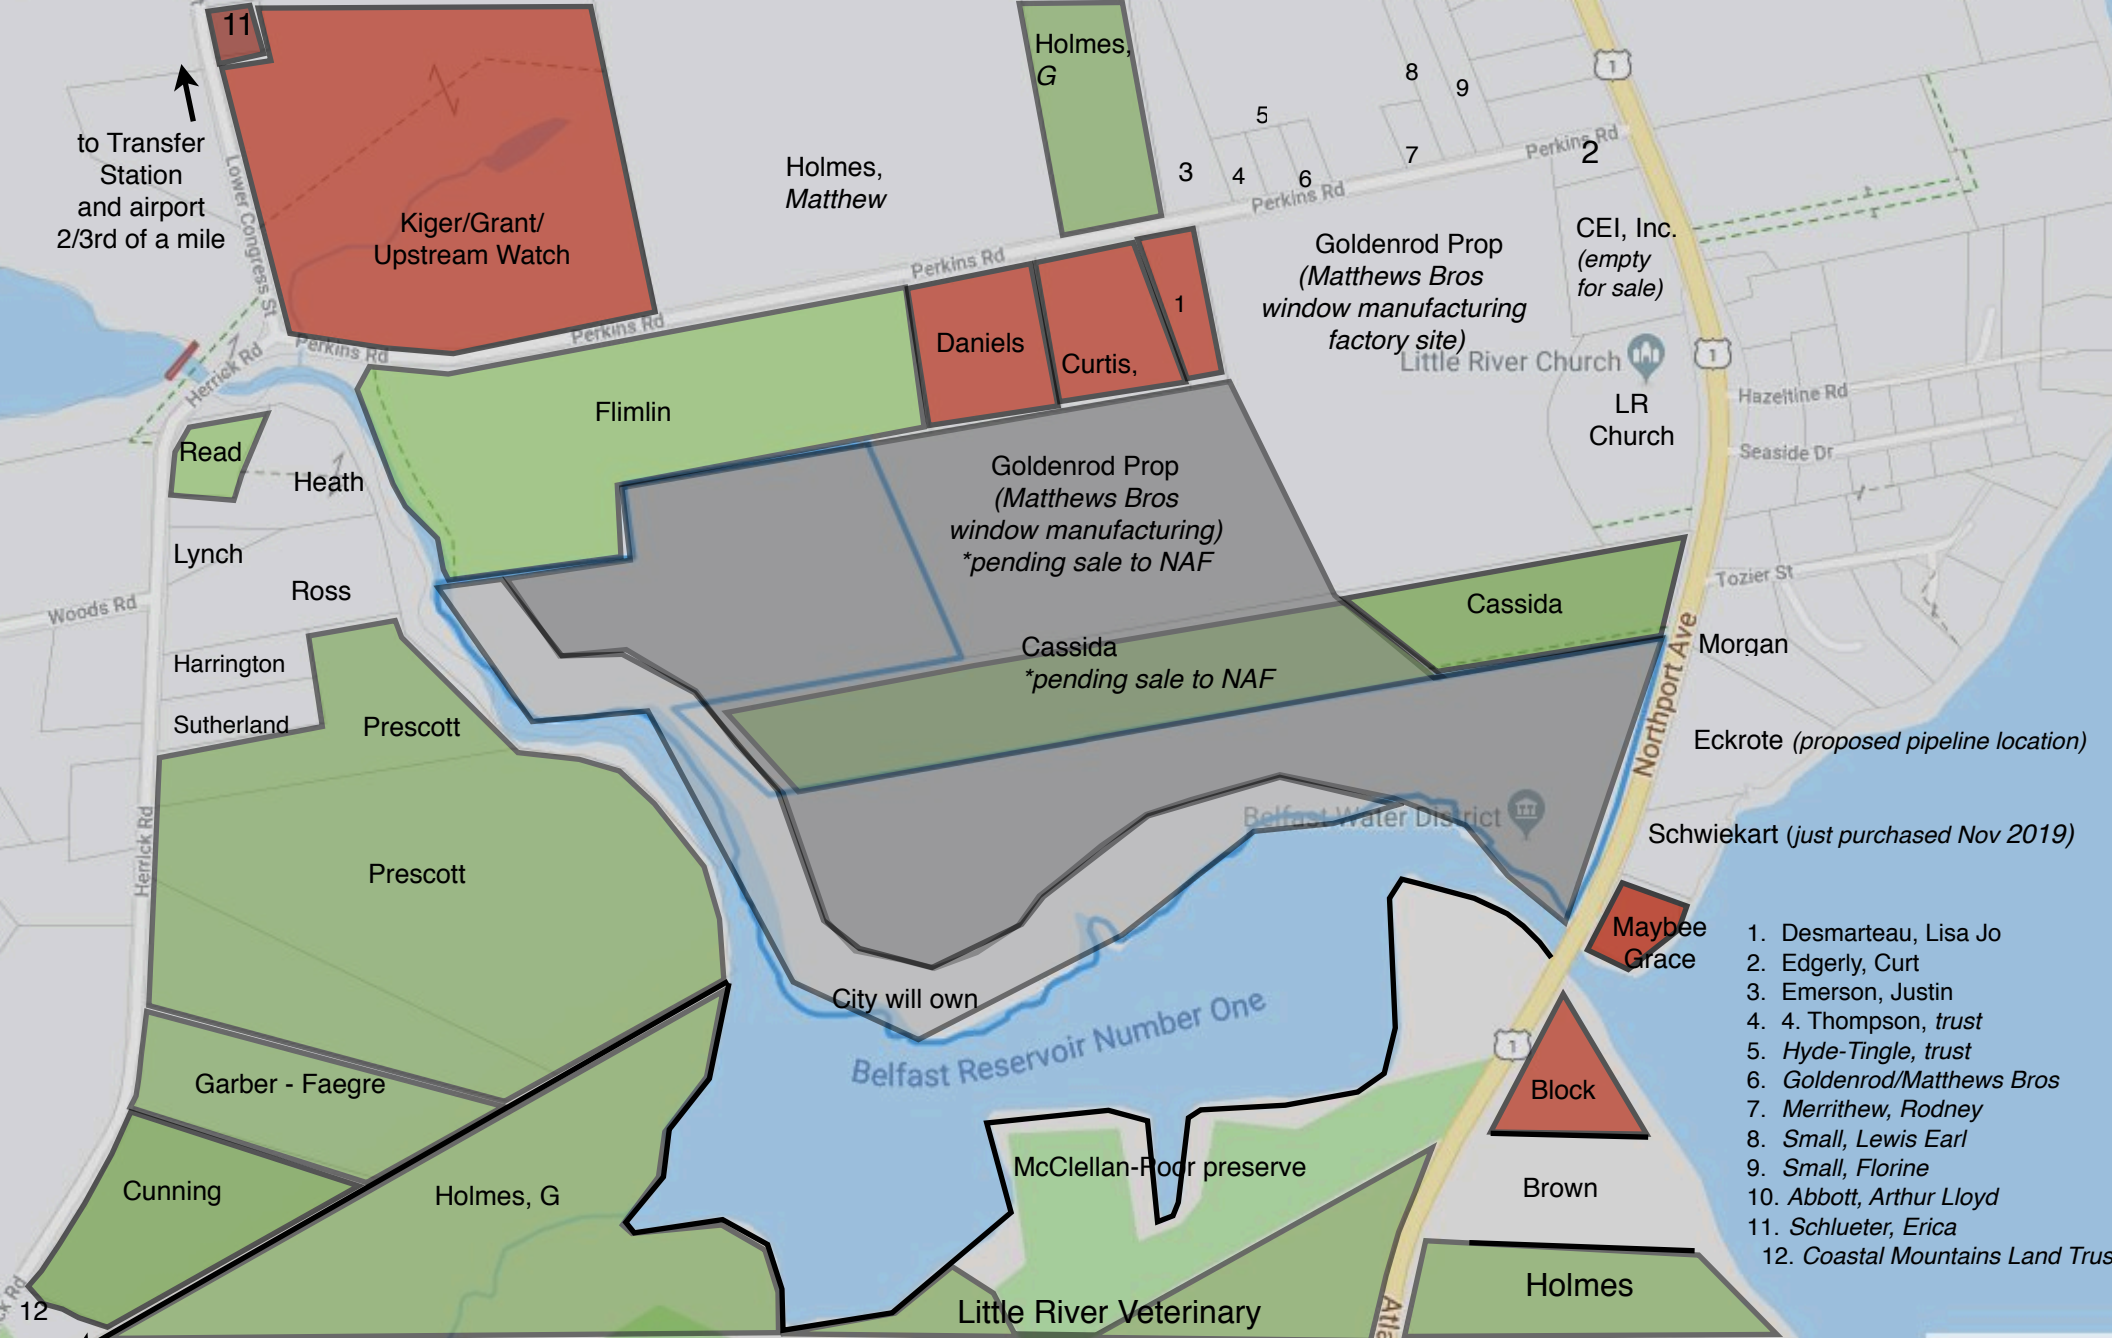 11
Holmes,
G
to Transfer
Station
and airport
2/3rd of a mile
Lower Congress St
Kiger/Grant/
Upstream Watch
Holmes,
Matthew
3
4
5
6
7
8
9
1
Perkins Rd
2
Perkins Rd
Perkins Rd
Perkins Rd
Perkins Rd
Herrick Rd
CEI, Inc.
(empty
for sale)
Goldenrod Prop
(Matthews Bros
window manufacturing
factory site)
Little River Church
LR
Church
1
Hazeltine Rd
Seaside Dr
Tozier St
Daniels
Curtis,
1
Flimlin
Read
Heath
Lynch
Ross
Woods Rd
Harrington
Sutherland
Prescott
Goldenrod Prop
(Matthews Bros
window manufacturing)
*pending sale to NAF
Cassida
Cassida
*pending sale to NAF
Northport Ave
Morgan
Eckrote (proposed pipeline location)
Belfast Water District
Schwiekart (just purchased Nov 2019)
Herrick Rd
Prescott
Maybee
Grace
City will own
Belfast Reservoir Number One
1
Block
Garber - Faegre
Cunning
Holmes, G
McClellan-Poor preserve
Brown
Holmes
Little River Veterinary
Atla
ck Rd
12
1. Desmarteau, Lisa Jo
2. Edgerly, Curt
3. Emerson, Justin
4. 4. Thompson, trust
5. Hyde-Tingle, trust
6. Goldenrod/Matthews Bros
7. Merrithew, Rodney
8. Small, Lewis Earl
9. Small, Florine
10. Abbott, Arthur Lloyd
11. Schlueter, Erica
12. Coastal Mountains Land Trus